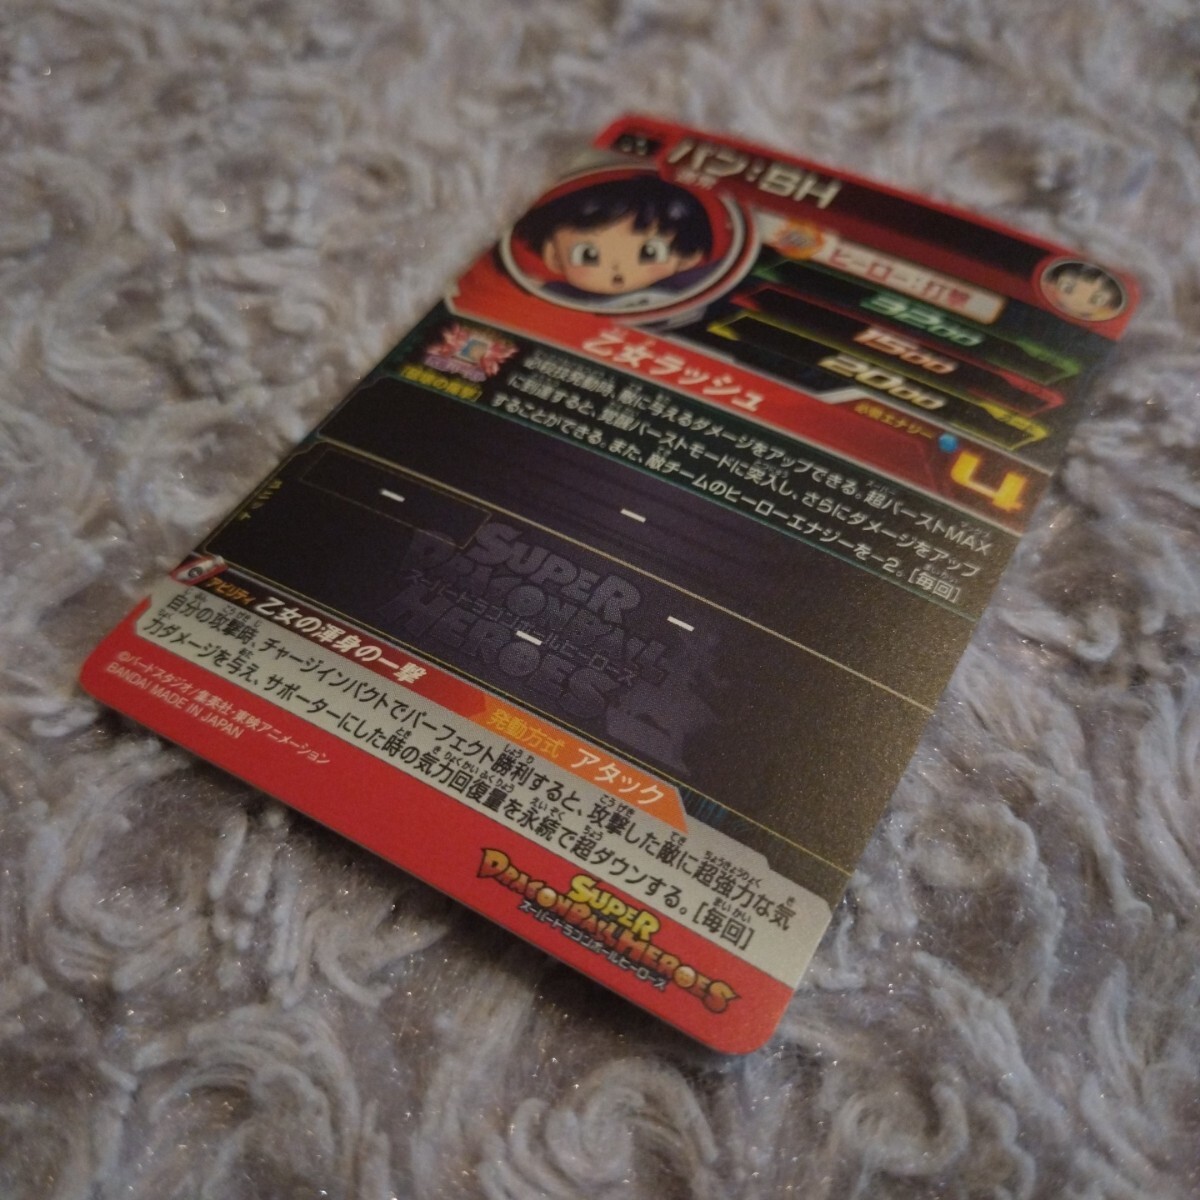 パン:SH
ヒーロー:打撃
3200
1500
2000
乙女ラッシュ
必要エナジー
4
必殺技発動時、敵に与えるダメージをアップできる。超バーストMAX
に到達すると、覚醒バーストモードに突入し、さらにダメージをアップ
することができる。また、敵チームのヒーローエナジーを-2。[毎回]
SUPER
DRAGONBALL
スーパードラゴンボールヒーローズ
HEROES
アビリティ 乙女の渾身の一撃
発動方式 アタック
自分の攻撃時、チャージインパクトでパーフェクト勝利すると、攻撃した敵に超強力な気
力ダメージを与え、サポーターにした時の気力回復量を永続で超ダウンする。[毎回]
©バードスタジオ/集英社・東映アニメーション
BANDAI MADE IN JAPAN
SUPER
DRAGONBALL HEROES
スーパードラゴンボールヒーローズ